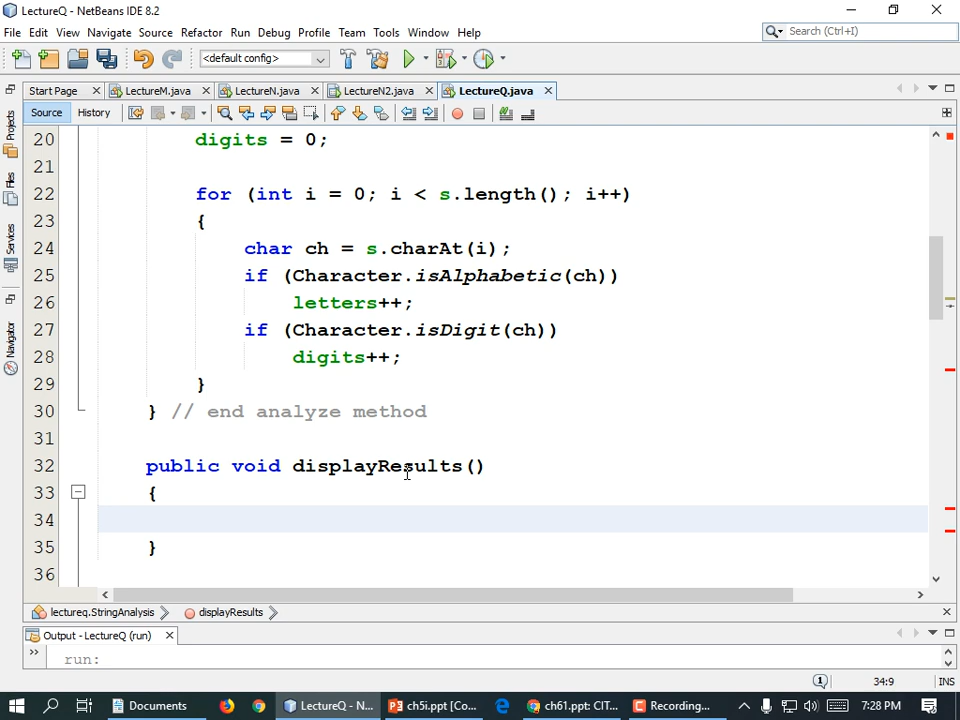 LectureQ - NetBeans IDE 8.2
File Edit View Navigate Source Refactor Run Debug Profile Team Tools Window Help
Search (Ctrl+I)
<default config>
Start Page LectureM.java LectureN.java LectureN2.java LectureQ.java
Source History
Projects
Files
Services
Navigator
20 digits = 0;
21
22 for (int i = 0; i < s.length(); i++)
23 {
24 char ch = s.charAt(i);
25 if (Character.isAlphabetic(ch))
26 letters++;
27 if (Character.isDigit(ch))
28 digits++;
29 }
30 } // end analyze method
31
32 public void displayResults()
33 {
34
35 }
36
lectureq.StringAnalysis displayResults
Output - LectureQ (run)
run:
1 34:9 INS
Documents LectureQ - N... ch5i.ppt [Co... ch61.ppt: CIT... Recording... 7:28 PM